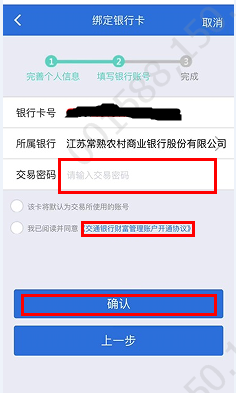 绑定银行卡 取消
1 2 3
完善个人信息 填写银行账号 完成
银行卡号
所属银行 江苏常熟农村商业银行股份有限公司
交易密码 请输入交易密码
该卡将默认为交易所使用的账号
我已阅读并同意《交通银行财富管理账户开通协议》
确认
上一步